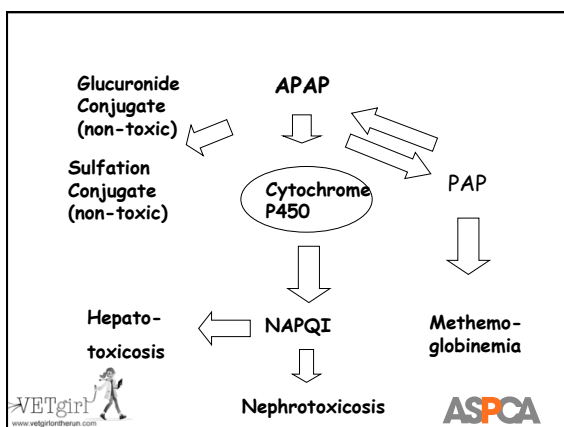 Glucuronide
Conjugate
(non-toxic)
Sulfation
Conjugate
(non-toxic)
APAP
Cytochrome
P450
PAP
Hepato-
toxicosis
NAPQI
Methemo-
globinemia
Nephrotoxicosis
VETgirl
www.vetgirlontherun.com
ASPCA